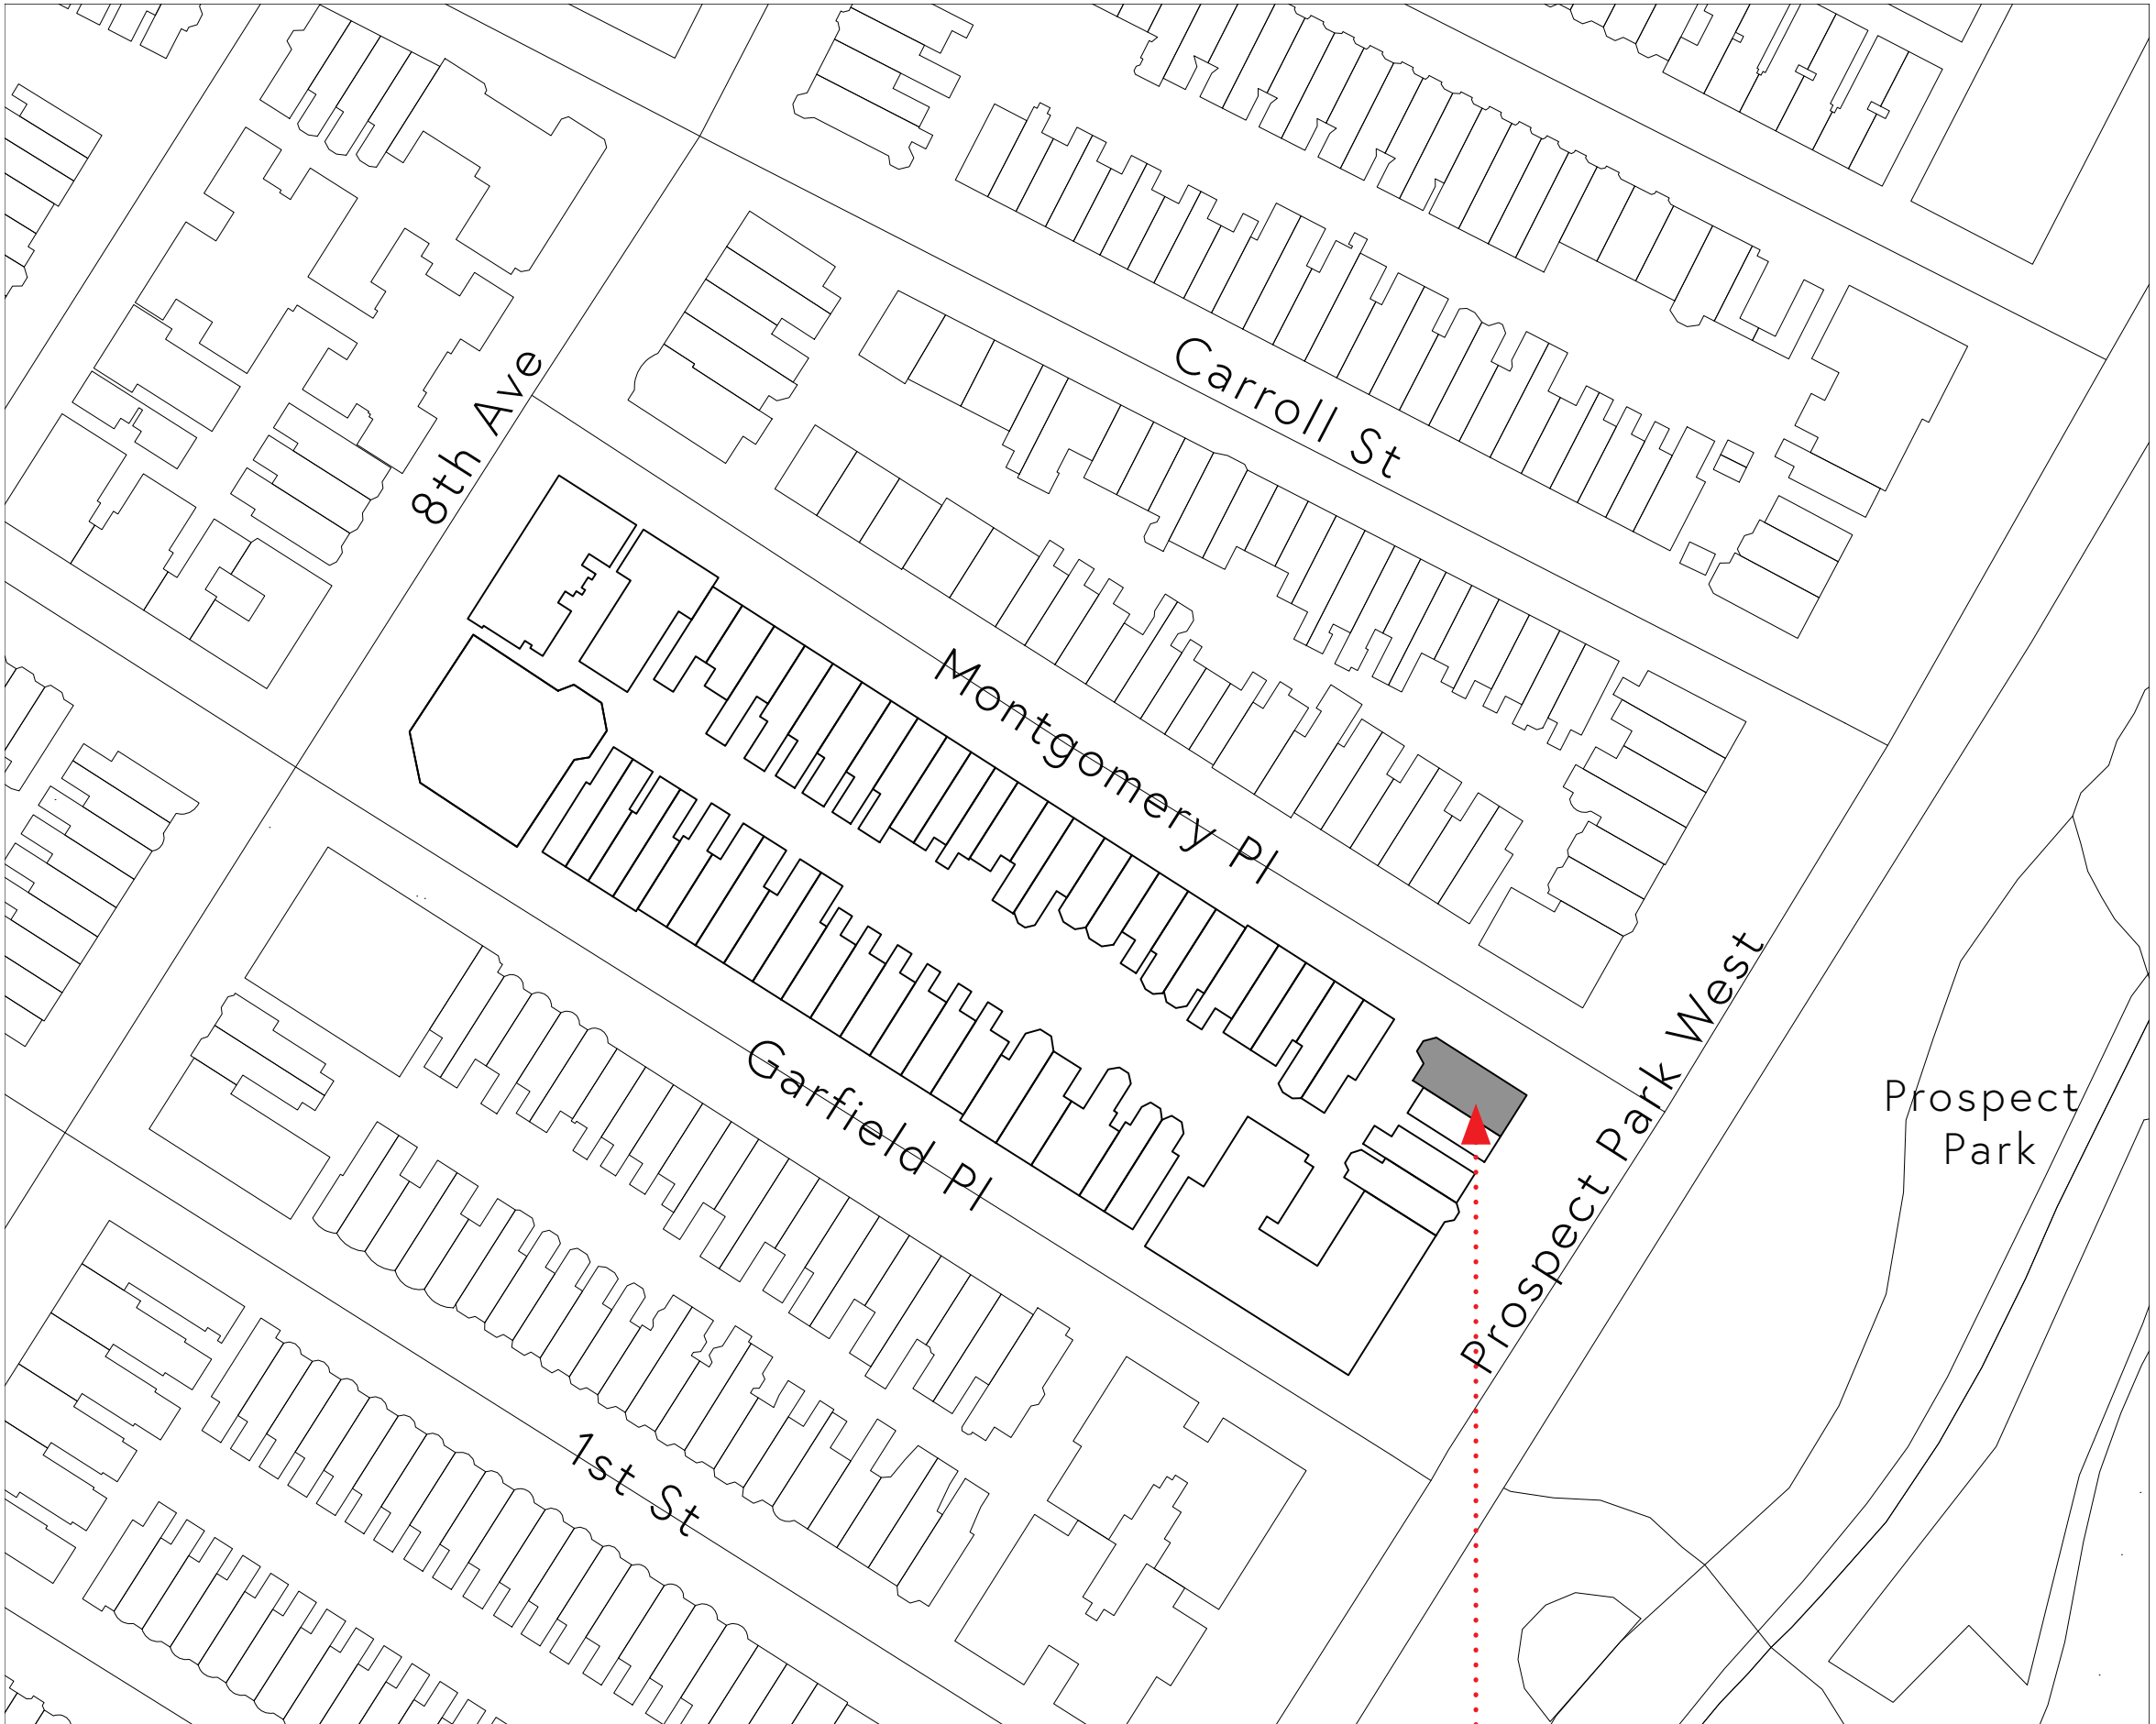 Carroll St
8th Ave
Montgomery Pl
Prospect Park West
Garfield Pl
Prospect
Park
1st St